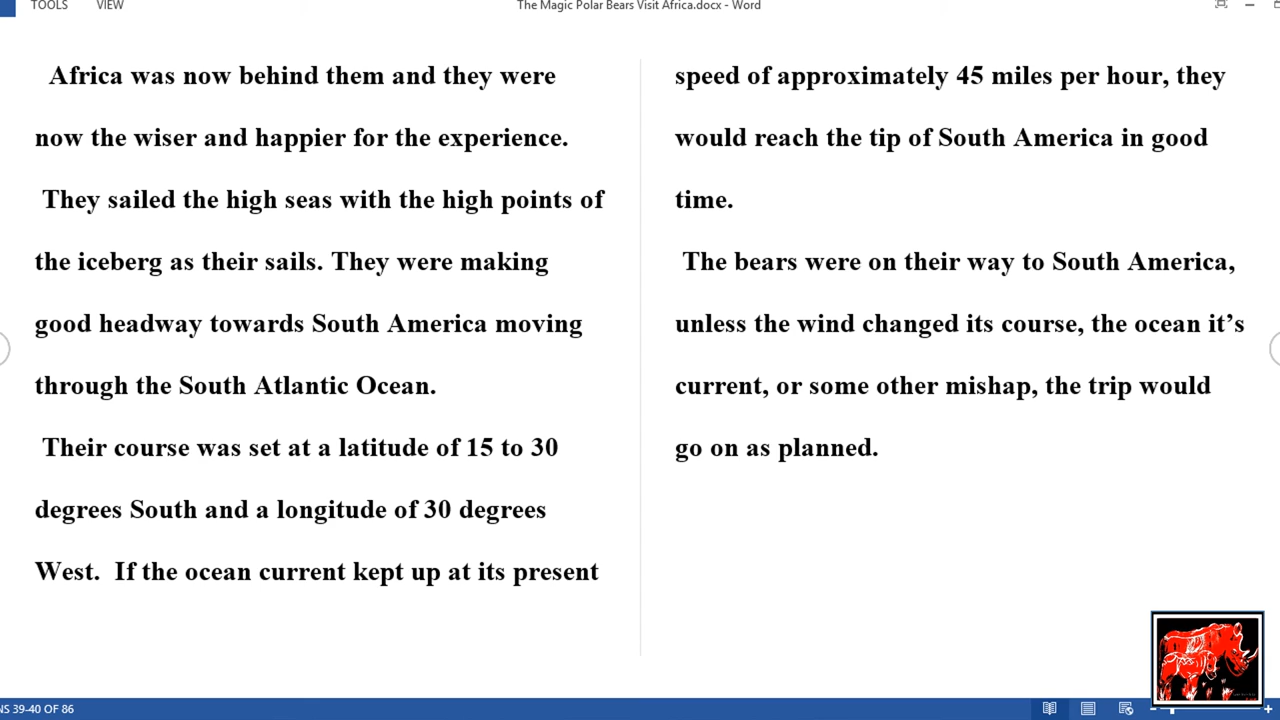 TOOLS VIEW The Magic Polar Bears Visit Africa.docx - Word
Africa was now behind them and they were
now the wiser and happier for the experience.
They sailed the high seas with the high points of
the iceberg as their sails. They were making
good headway towards South America moving
through the South Atlantic Ocean.
Their course was set at a latitude of 15 to 30
degrees South and a longitude of 30 degrees
West.  If the ocean current kept up at its present
speed of approximately 45 miles per hour, they
would reach the tip of South America in good
time.
The bears were on their way to South America,
unless the wind changed its course, the ocean it’s
current, or some other mishap, the trip would
go on as planned.
NS 39-40 OF 86